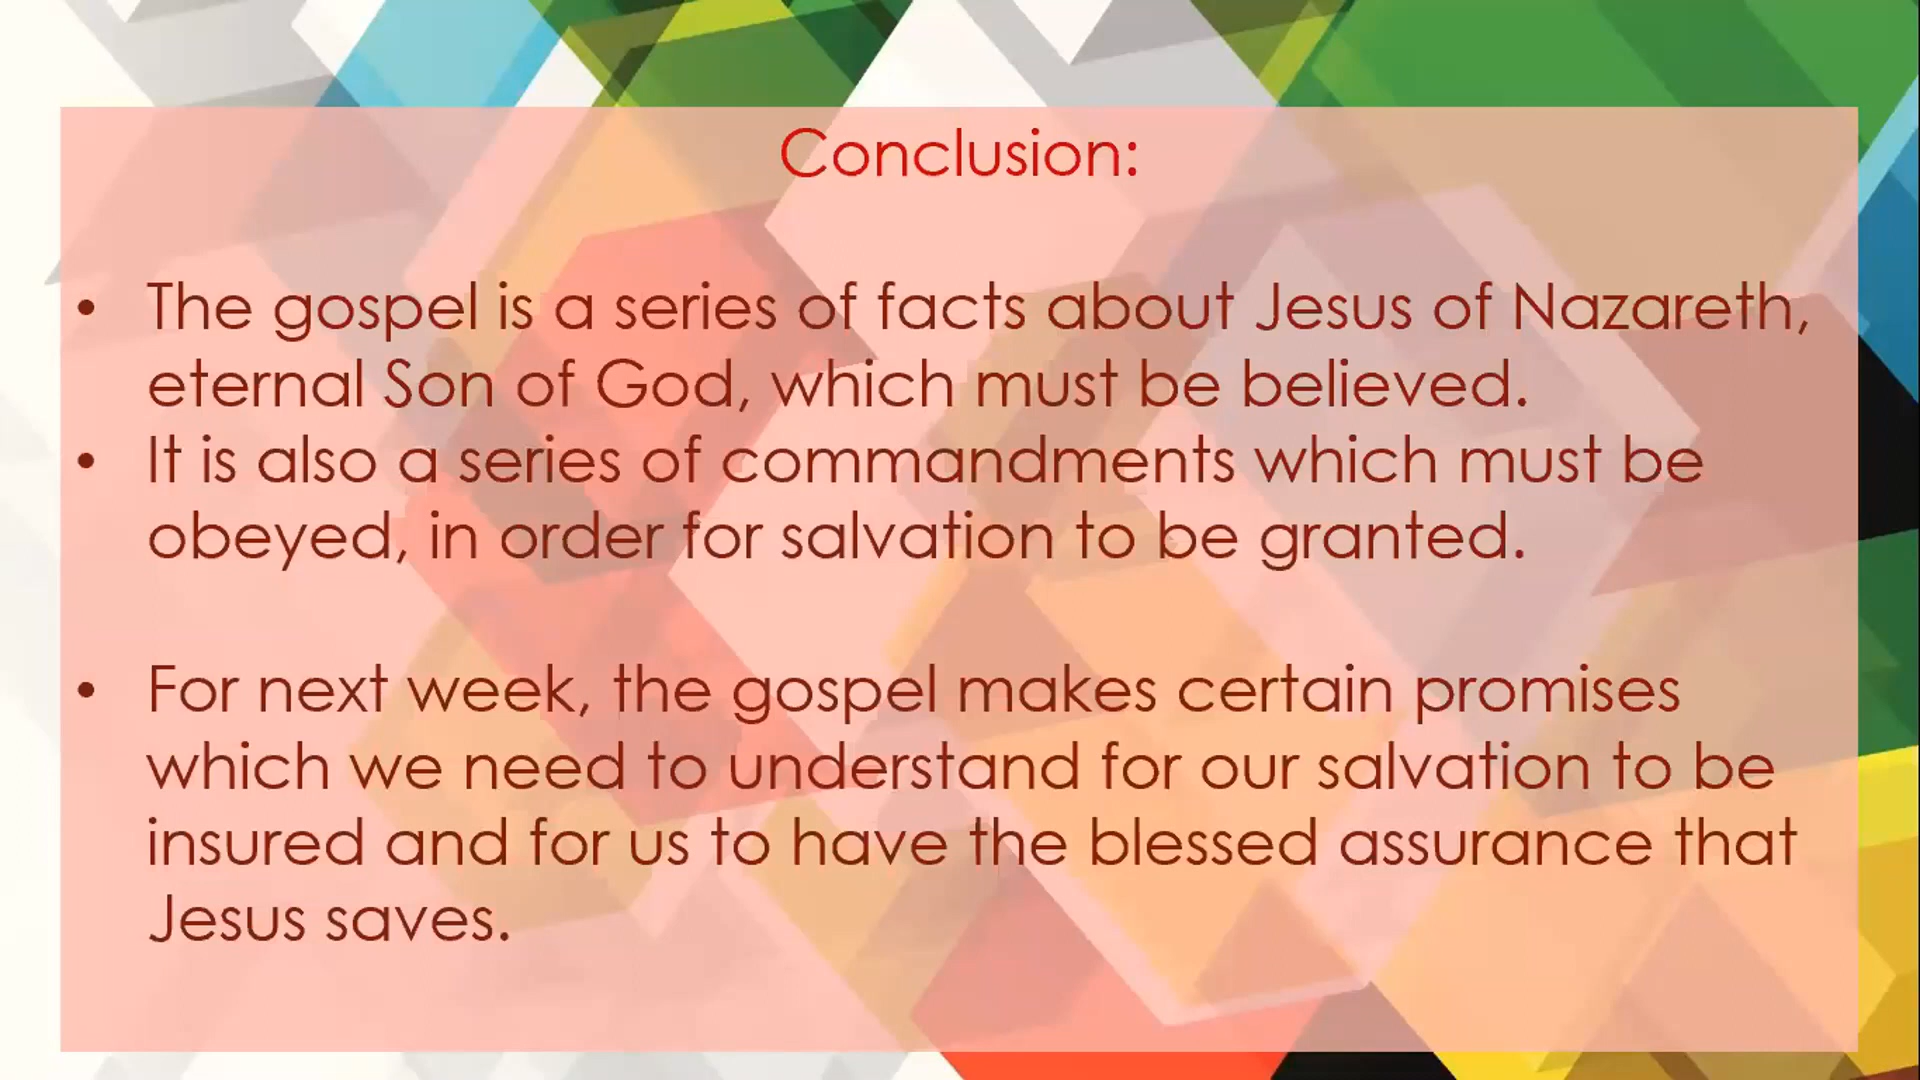 Conclusion:
• The gospel is a series of facts about Jesus of Nazareth,
eternal Son of God, which must be believed.
• It is also a series of commandments which must be
obeyed, in order for salvation to be granted.
• For next week, the gospel makes certain promises
which we need to understand for our salvation to be
insured and for us to have the blessed assurance that
Jesus saves.